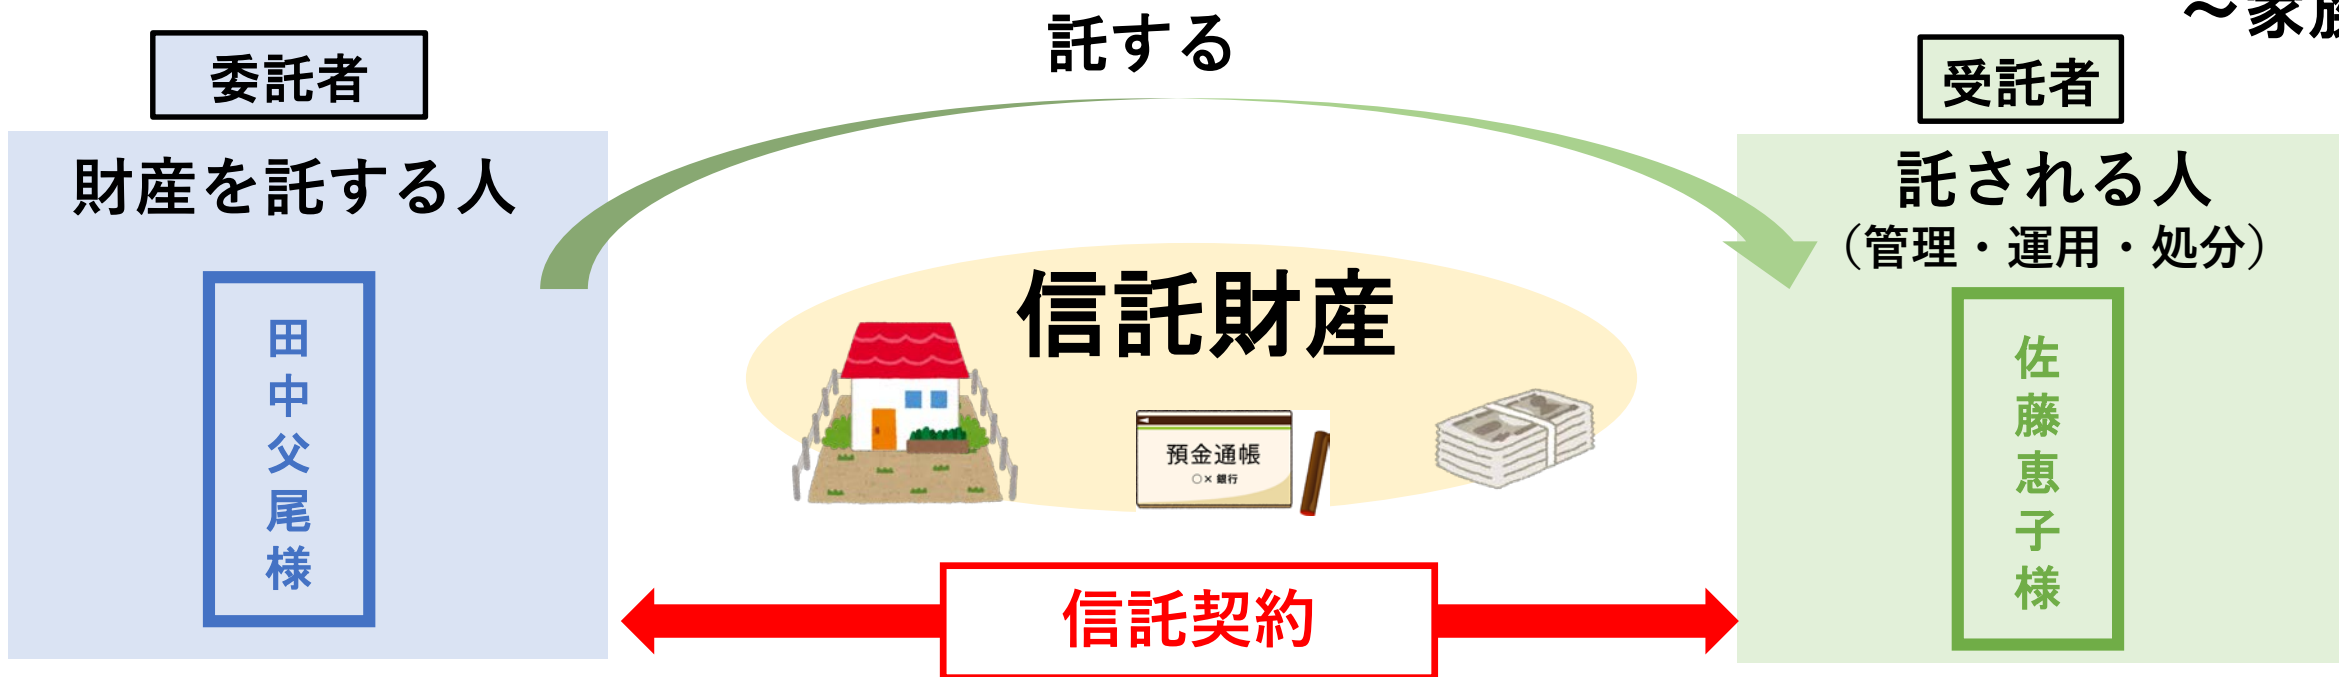 ～家族
託する
委託者
受託者
財産を託する人
託される人
（管理・運用・処分）
信託財産
田中父尾様
佐藤恵子様
預金通帳
○× 銀行
信託契約